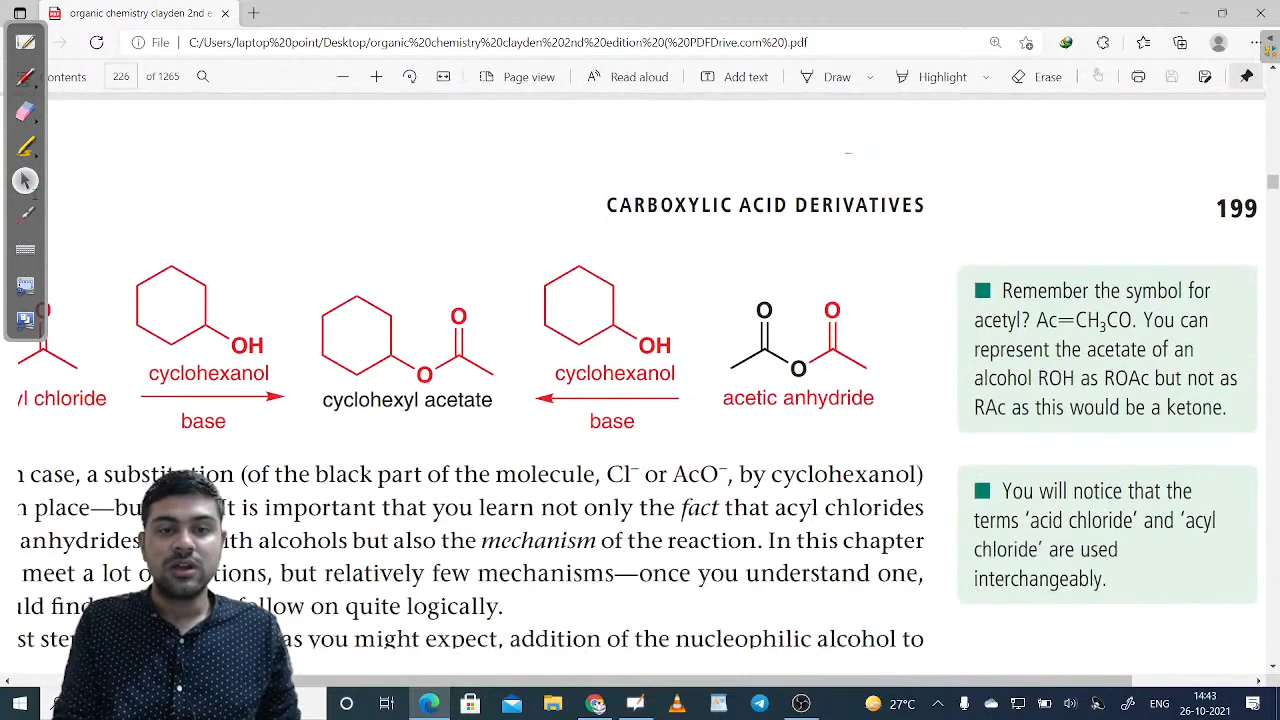 organic chemistry clayden 2nd e
File
C:/Users/laptop%20point/Desktop/organic%20chemistry%20clayden%202nd%20edition%20(%20PDFDrive.com%20).pdf
ontents
226
of 1265
Page view
Read aloud
Add text
Draw
Highlight
Erase
CARBOXYLIC ACID DERIVATIVES
199
O
yl chloride
OH
cyclohexanol
base
O
O
cyclohexyl acetate
OH
cyclohexanol
base
O
O
O
acetic anhydride
■ Remember the symbol for
acetyl? Ac=CH₃CO. You can
represent the acetate of an
alcohol ROH as ROAc but not as
RAc as this would be a ketone.
■ You will notice that the
terms ‘acid chloride’ and ‘acyl
chloride’ are used
interchangeably.
case, a substitution (of the black part of the molecule, Cl⁻ or AcO⁻, by cyclohexanol)
place—bu t is important that you learn not only the fact that acyl chlorides
anhydrides th alcohols but also the mechanism of the reaction. In this chapter
meet a lot o tions, but relatively few mechanisms—once you understand one,
uld find follow on quite logically.
st ste as you might expect, addition of the nucleophilic alcohol to
27°C
ENG
14:43
26-10-2021